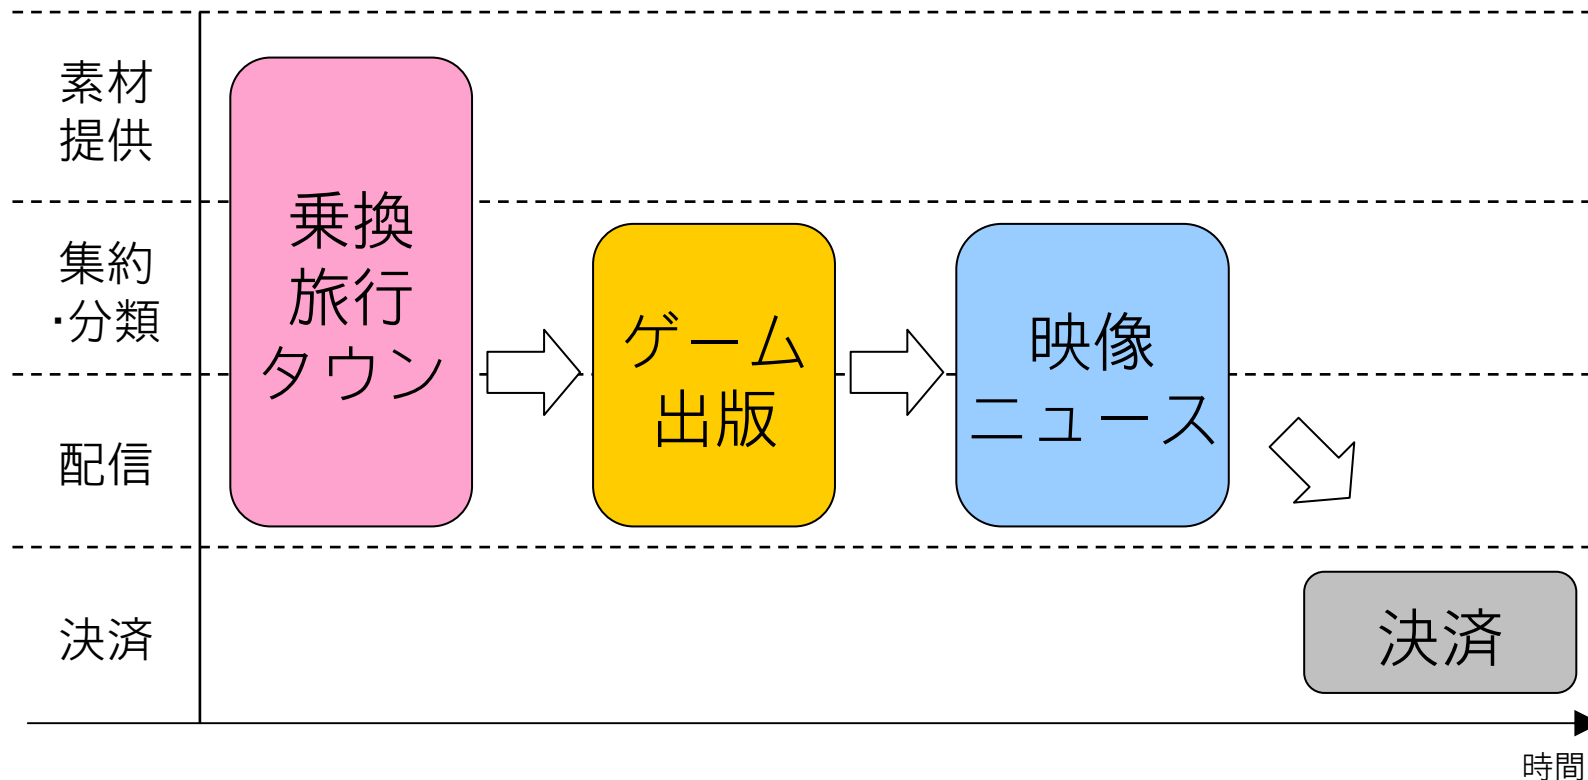 素材
提供
集約
・分類
配信
決済
乗換
旅行
タウン
ゲーム
出版
映像
ニュース
決済
時間